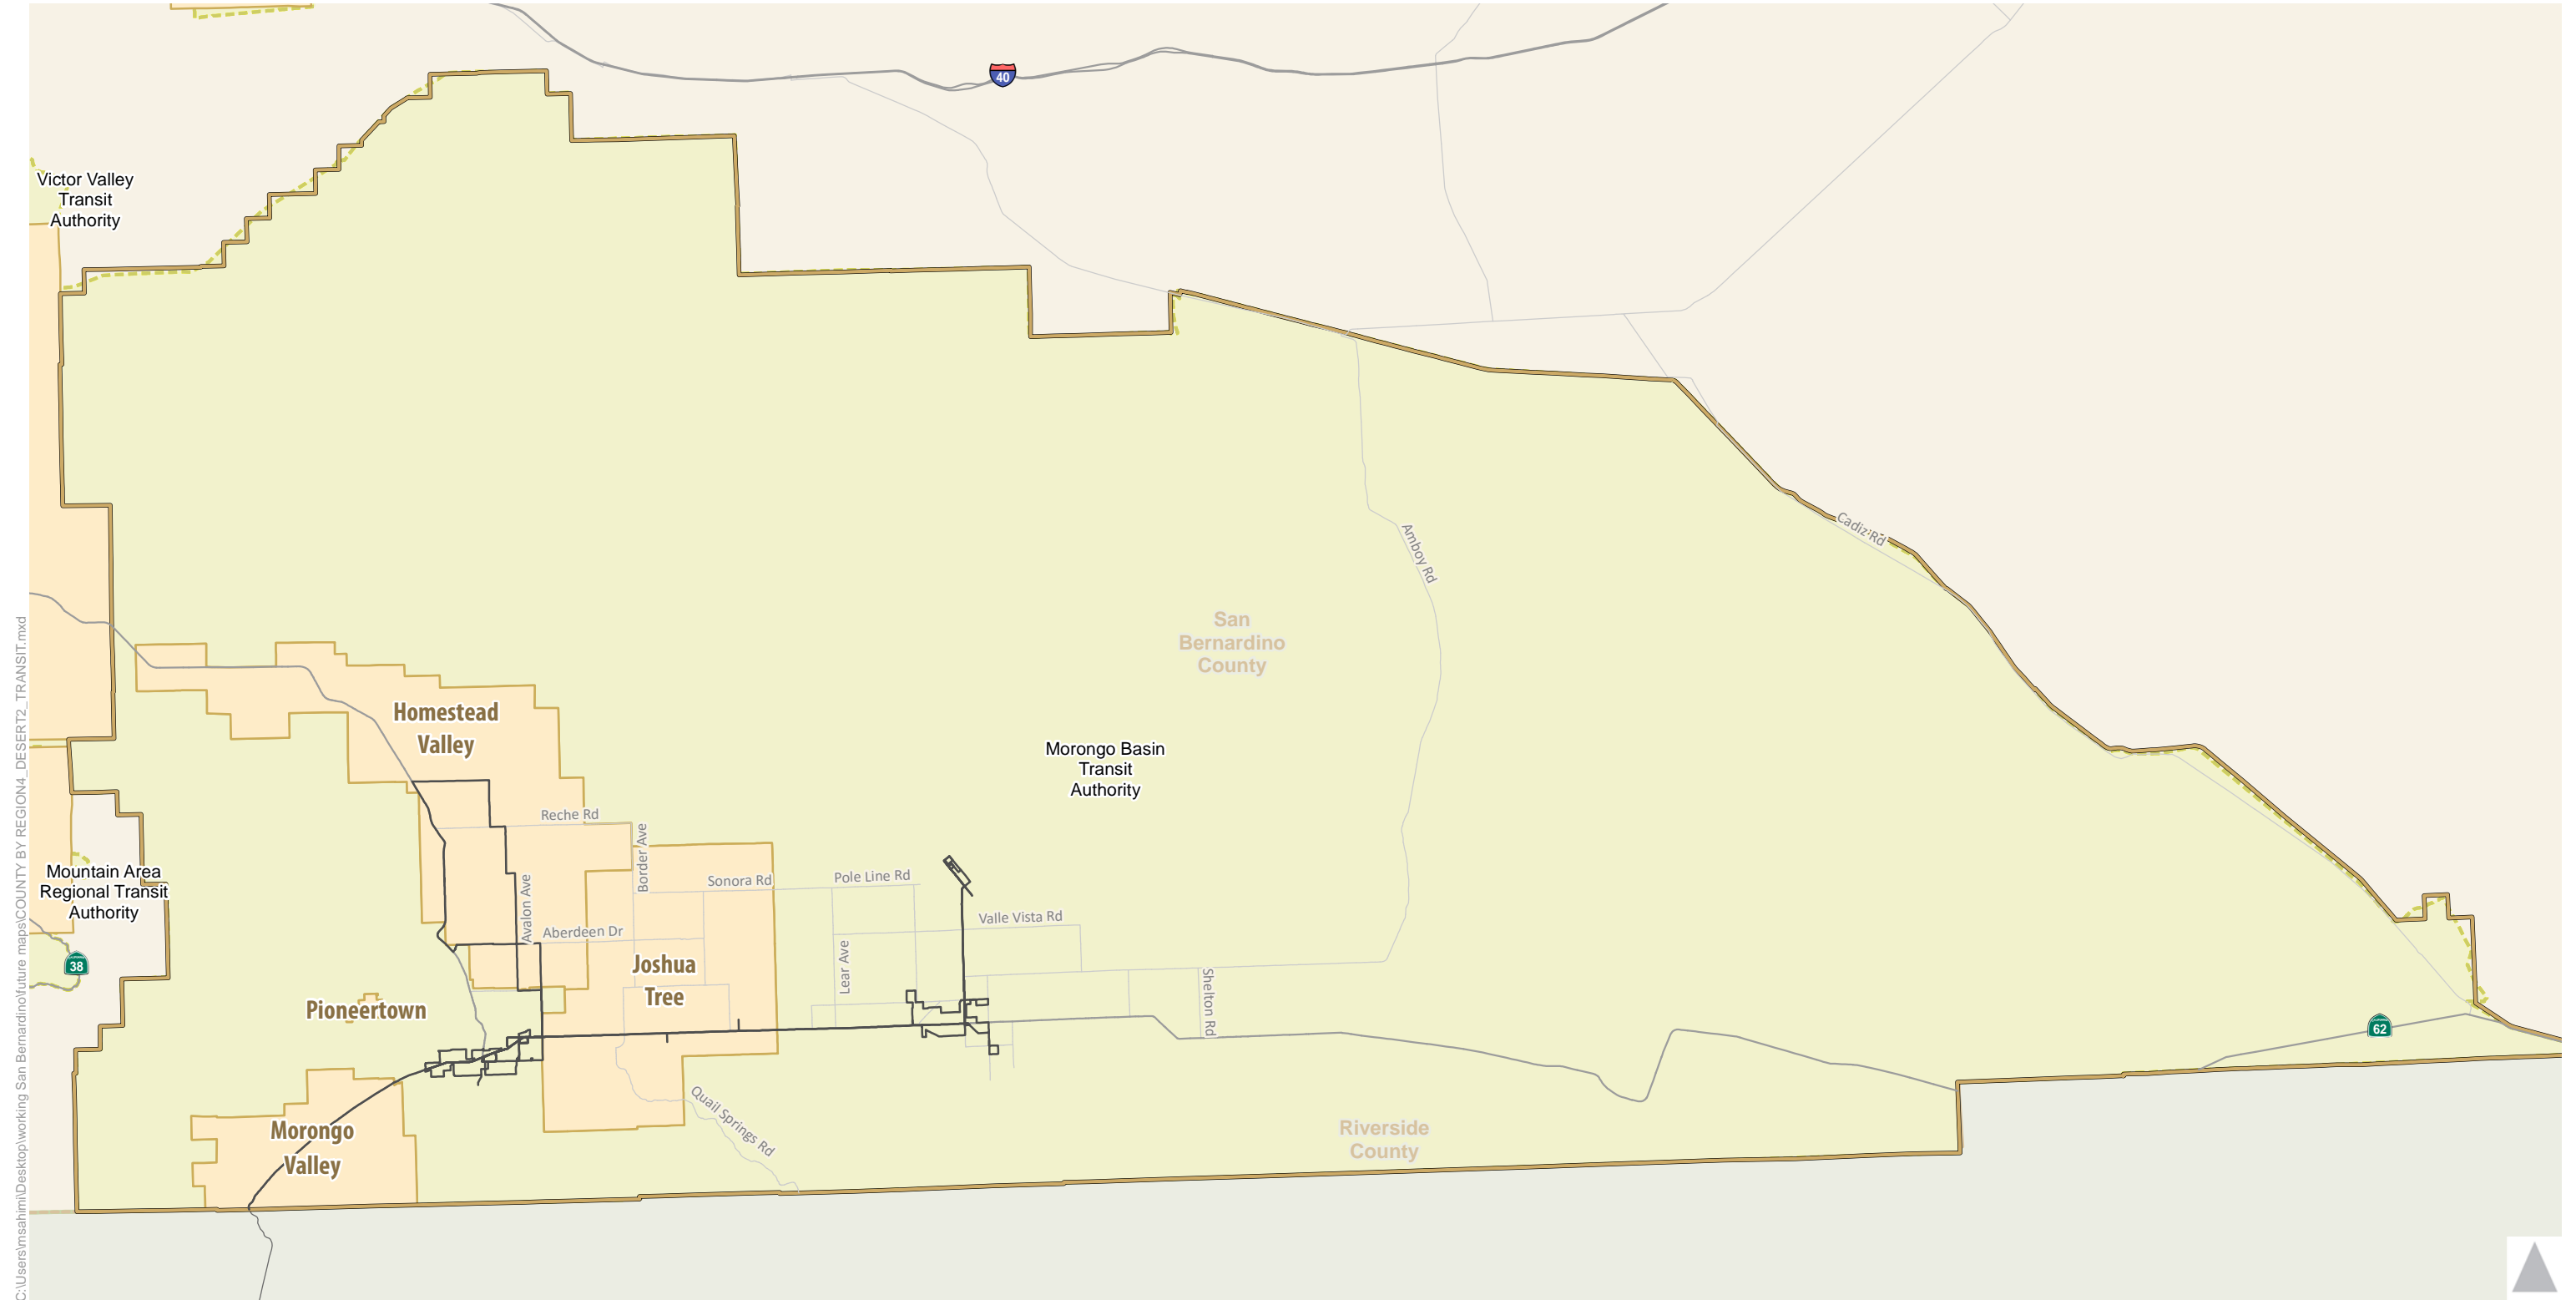 40
Victor Valley
Transit
Authority
Cadiz Rd
Amboy Rd
San
Bernardino
County
Homestead
Valley
Morongo Basin
Transit
Authority
Reche Rd
Border Ave
Mountain Area
Regional Transit
Authority
Avalon Ave
Sonora Rd
Pole Line Rd
Valle Vista Rd
Aberdeen Dr
Lear Ave
38
Joshua
Tree
Shelton Rd
Pioneertown
62
Quail Springs Rd
Morongo
Valley
Riverside
County
C:\Users\msahimi\Desktop\working San Bernardino\future maps\COUNTY BY REGION4_DESERT2_TRANSIT.mxd